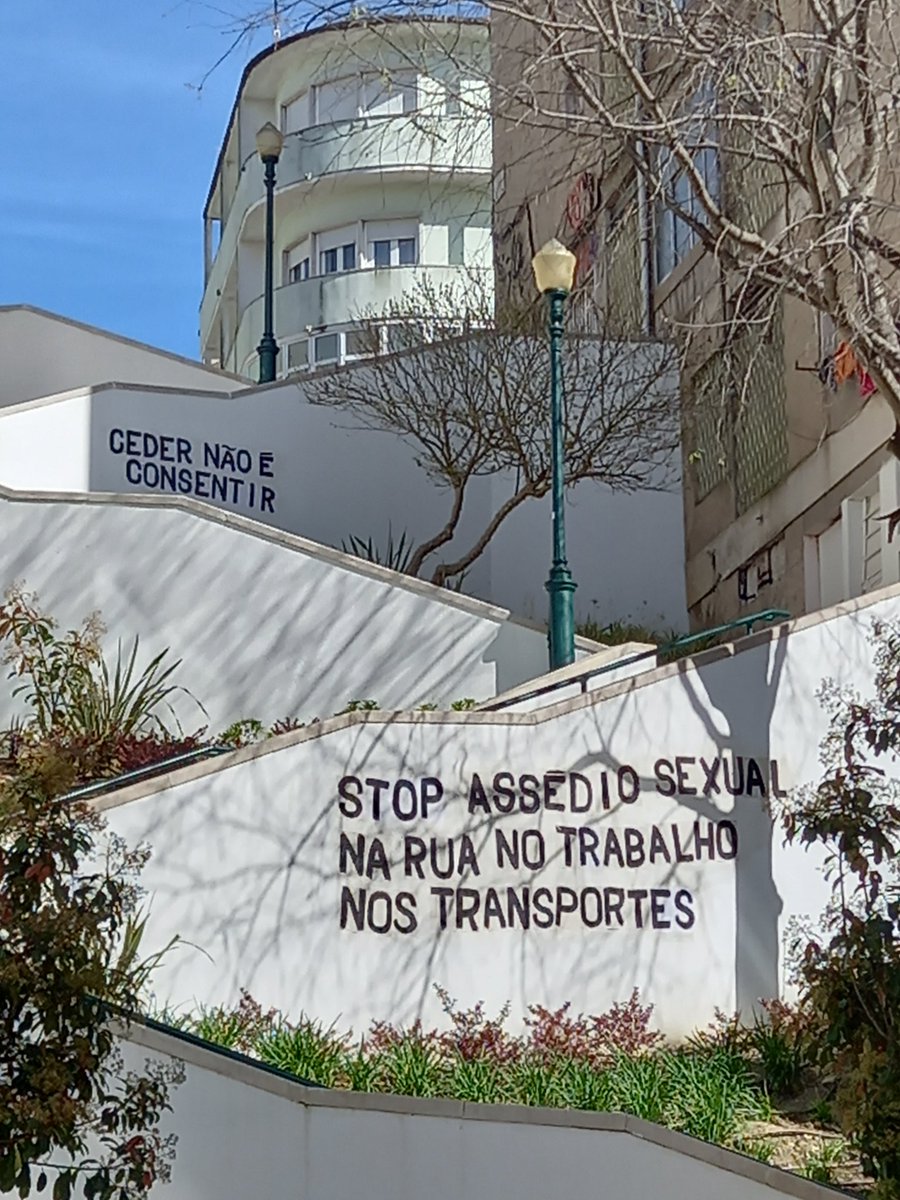 CEDER NÃO É
CONSENTIR
STOP ASSÉDIO SEXUAL
NA RUA NO TRABALHO
NOS TRANSPORTES